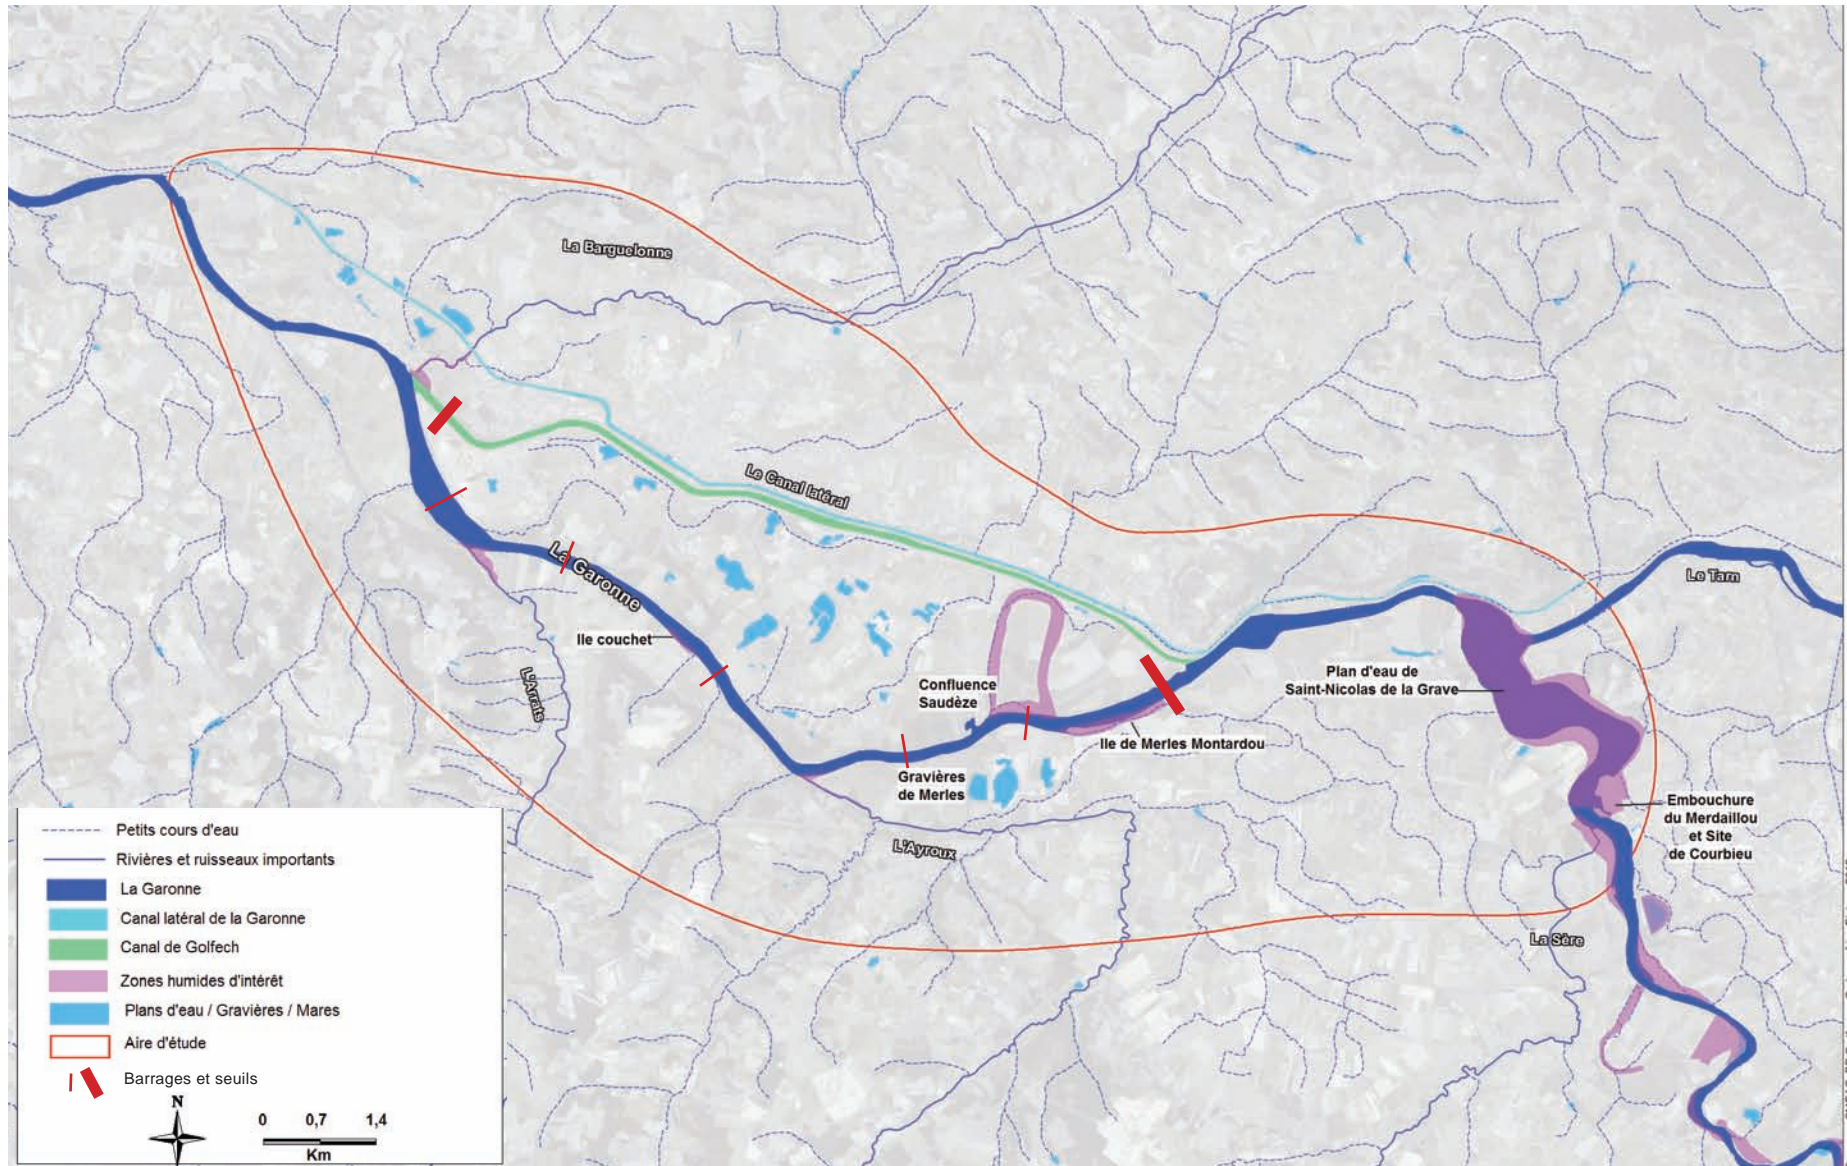 La Barguelonne
Le Canal latéral
La Garonne
Ile couchet
L'Arrats
Confluence
Saudèze
Gravières
de Merles
Ile de Merles Montardou
L'Ayroux
Plan d'eau de
Saint-Nicolas de la Grave
Le Tarn
Embouchure
du Merdaillou
et Site
de Courbieu
La Sère
Petits cours d'eau
Rivières et ruisseaux importants
La Garonne
Canal latéral de la Garonne
Canal de Golfech
Zones humides d'intérêt
Plans d'eau / Gravières / Mares
Aire d'étude
Barrages et seuils
N
0 0,7 1,4
Km